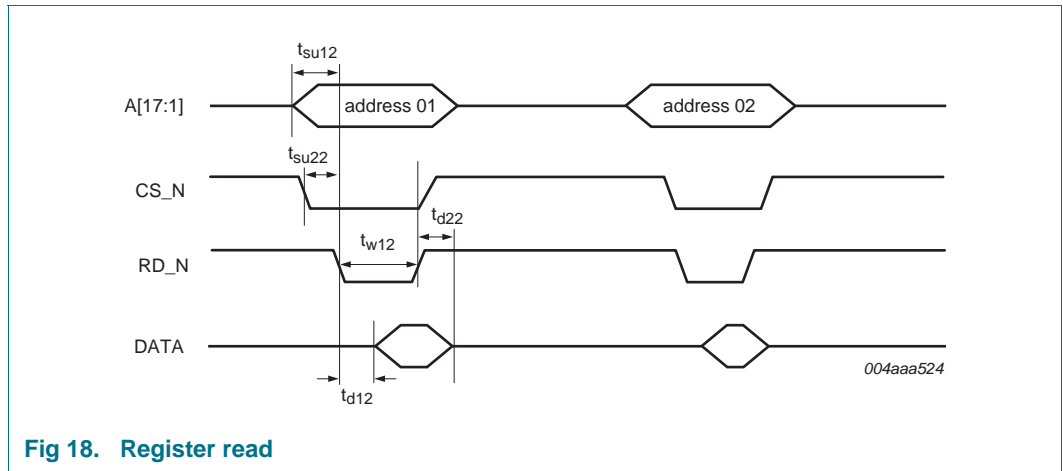 tsu12
A[17:1]
address 01
address 02
tsu22
CS_N
td22
tw12
RD_N
DATA
004aaa524
td12
Fig 18. Register read